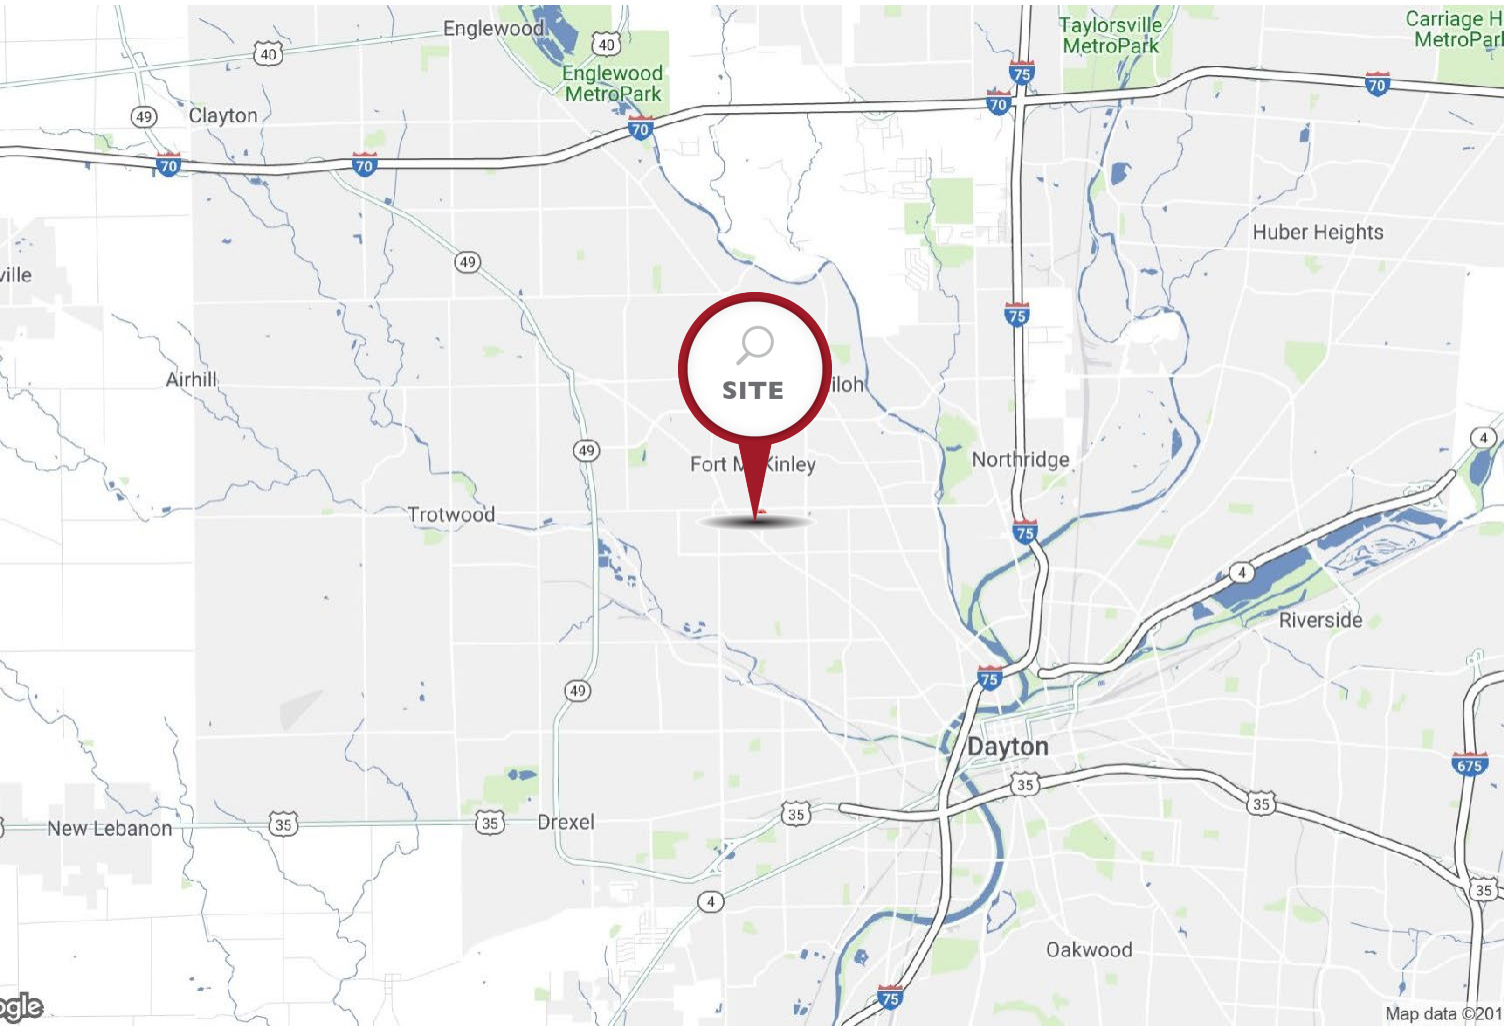 Englewood
40
40
Taylorsville
MetroPark
Carriage H
MetroPark
75
Englewood
MetroPark
70
70
49
Clayton
70
70
70
Huber Heights
49
ville
75
SITE
Airhill
iloh
4
49
Fort M
Kinley
Northridge
Trotwood
75
4
Riverside
75
49
Dayton
675
35
35
35
New Lebanon
35
35
Drexel
35
4
Oakwood
75
ogle
Map data ©201